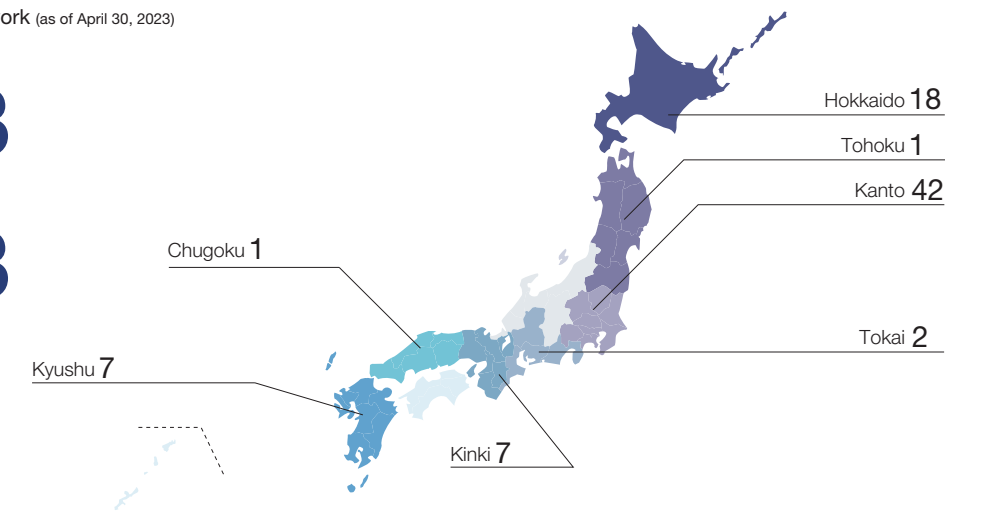 ork (as of April 30, 2023)
Hokkaido 18
Tohoku 1
Kanto 42
Chugoku 1
Tokai 2
Kyushu 7
Kinki 7